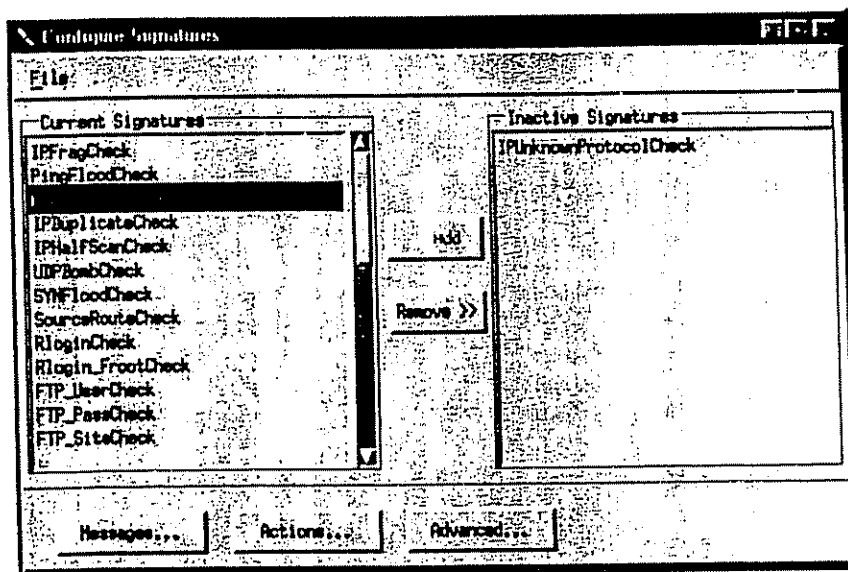 Configure Signatures
File
Current Signatures
IPFragCheck
PingFloodCheck
IPDuplicateCheck
IPHalfScanCheck
UDPBombCheck
SYNFloodCheck
SourceRouteCheck
RloginCheck
Rlogin_FrootCheck
FTP_UserCheck
FTP_PassCheck
FTP_SiteCheck
Add
Remove >>
Inactive Signatures
IPUnknownProtocolCheck
Messages...
Actions...
Advanced...